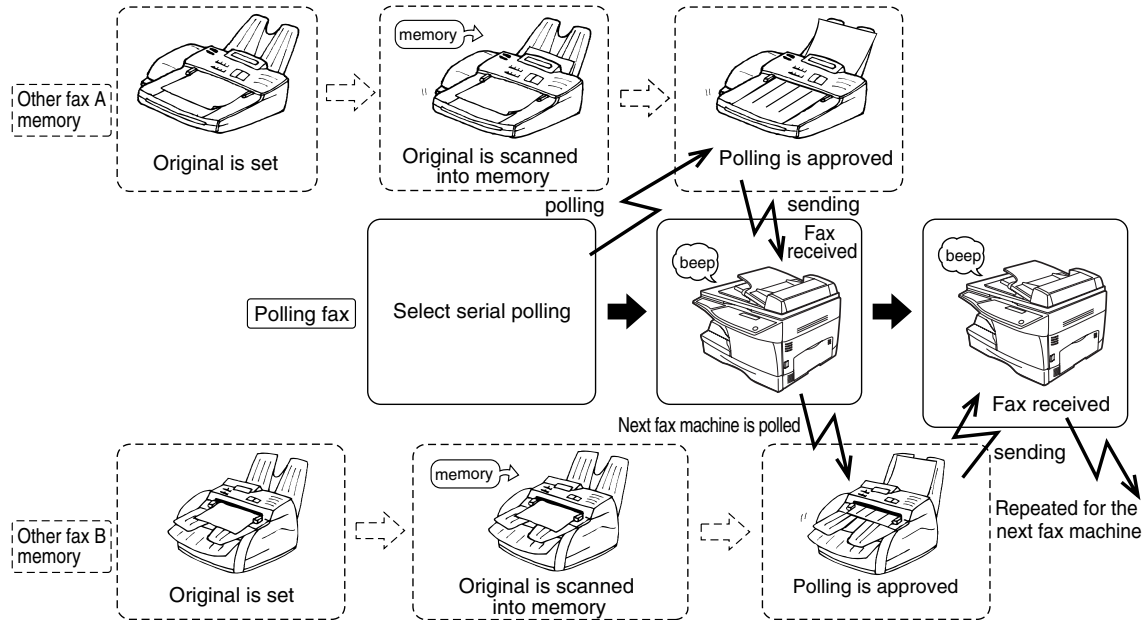 memory
Other fax A
memory
Original is set
Original is scanned
into memory
Polling is approved
polling
sending
Fax
received
beep
beep
Polling fax
Select serial polling
Fax received
Next fax machine is polled
sending
memory
Repeated for the
next fax machine
Other fax B
memory
Original is set
Original is scanned
into memory
Polling is approved